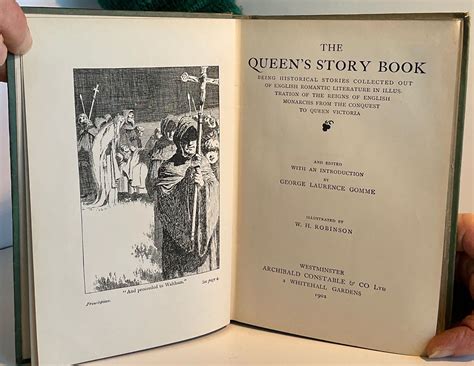 THE
QUEEN'S STORY BOOK
BEING HISTORICAL STORIES COLLECTED OUT
OF ENGLISH ROMANTIC LITERATURE IN ILLUS-
TRATION OF THE REIGNS OF ENGLISH
MONARCHS FROM THE CONQUEST
TO QUEEN VICTORIA
AND EDITED
WITH AN INTRODUCTION
BY
GEORGE LAURENCE GOMME
ILLUSTRATED BY
W. H. ROBINSON
WESTMINSTER
ARCHIBALD CONSTABLE & CO LTD
2 WHITEHALL GARDENS
1902
"And proceeded to Waltham."
See page
Frontispiece.